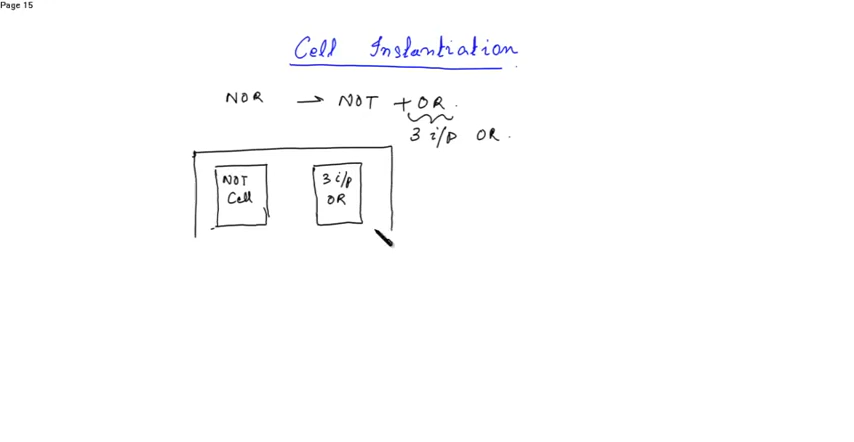 Page 15
Cell Instantiation
NOR → NOT + OR.
3 i/p OR.
NOT
Cell
3 i/p
OR